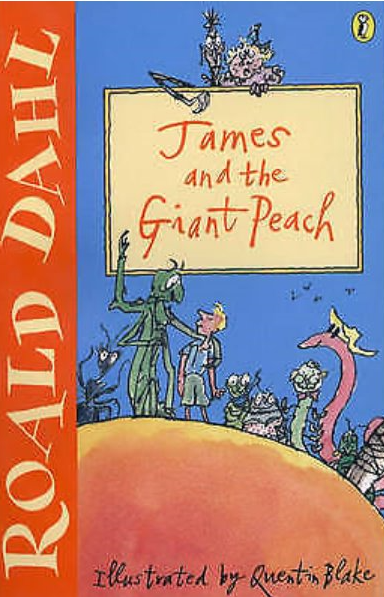 ROALD DAHL
James
and the
Giant Peach
Illustrated by Quentin Blake